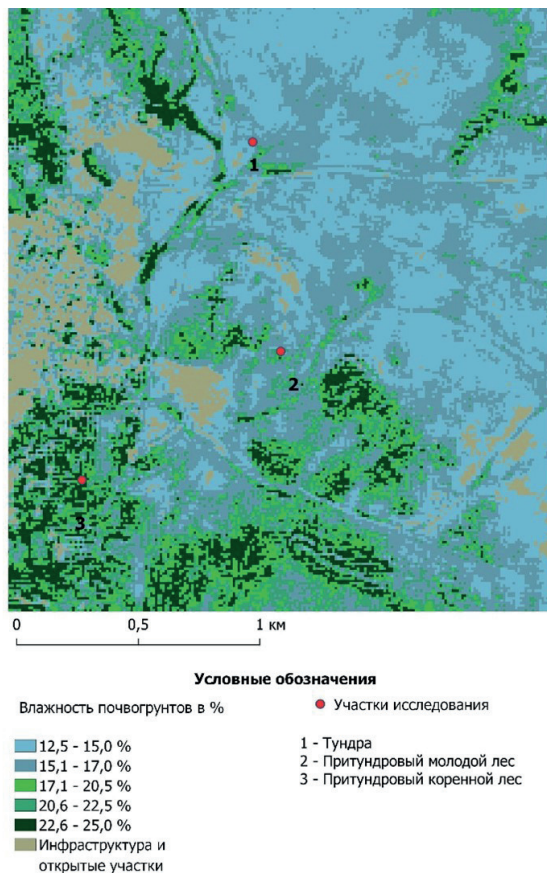 1
2
3
0 0,5 1 км
Условные обозначения
Влажность почвогрунтов в %
12,5 - 15,0 %
15,1 - 17,0 %
17,1 - 20,5 %
20,6 - 22,5 %
22,6 - 25,0 %
Инфраструктура и
открытые участки
Участки исследования
1 - Тундра
2 - Притундровый молодой лес
3 - Притундровый коренной лес